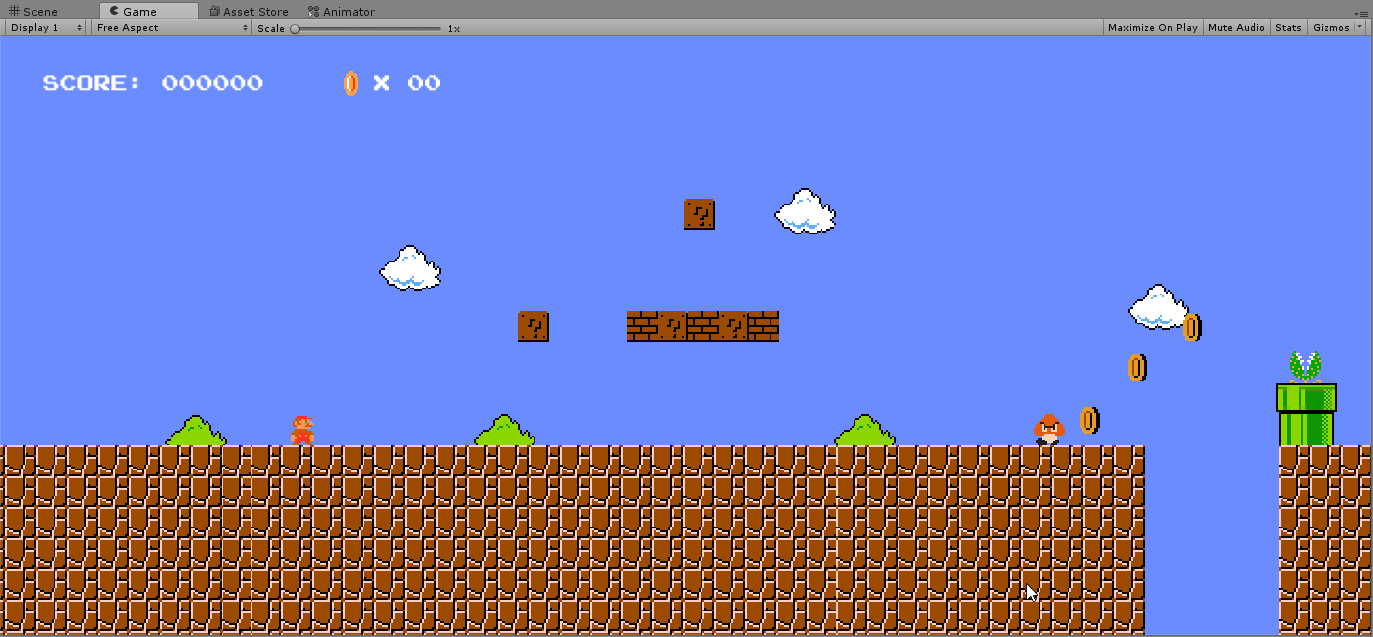 Scene Game Asset Store Animator
Display 1 Free Aspect Scale 1x Maximize On Play Mute Audio Stats Gizmos
SCORE: 000000 X 00
?
? ? ?